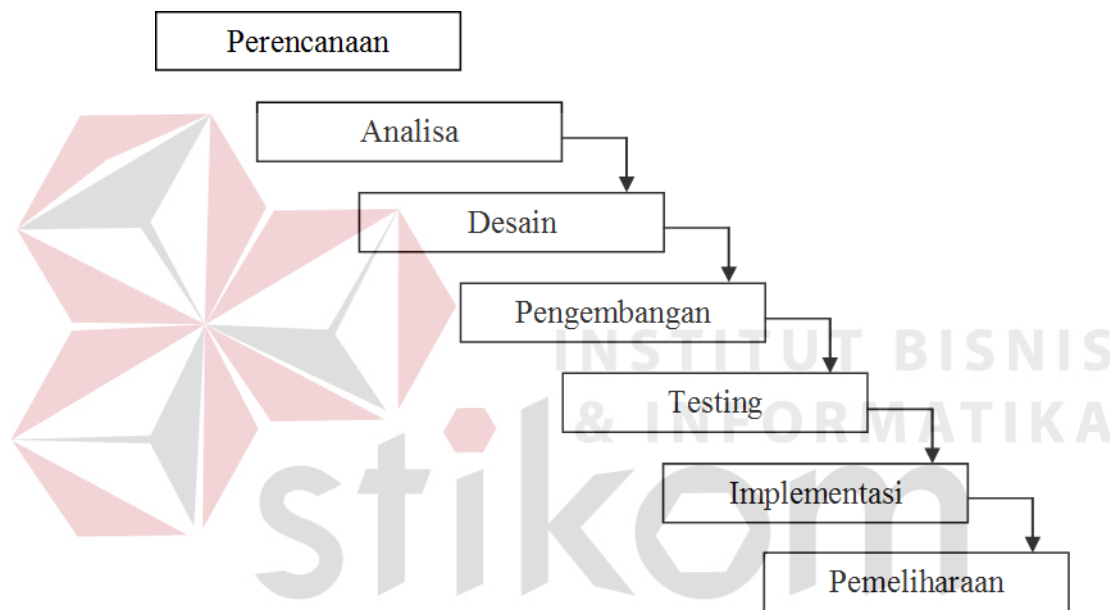 Perencanaan
Analisa
Desain
Pengembangan
INSTITUT BISNIS
Testing
& INFORMATIKA
stikom
Implementasi
Pemeliharaan